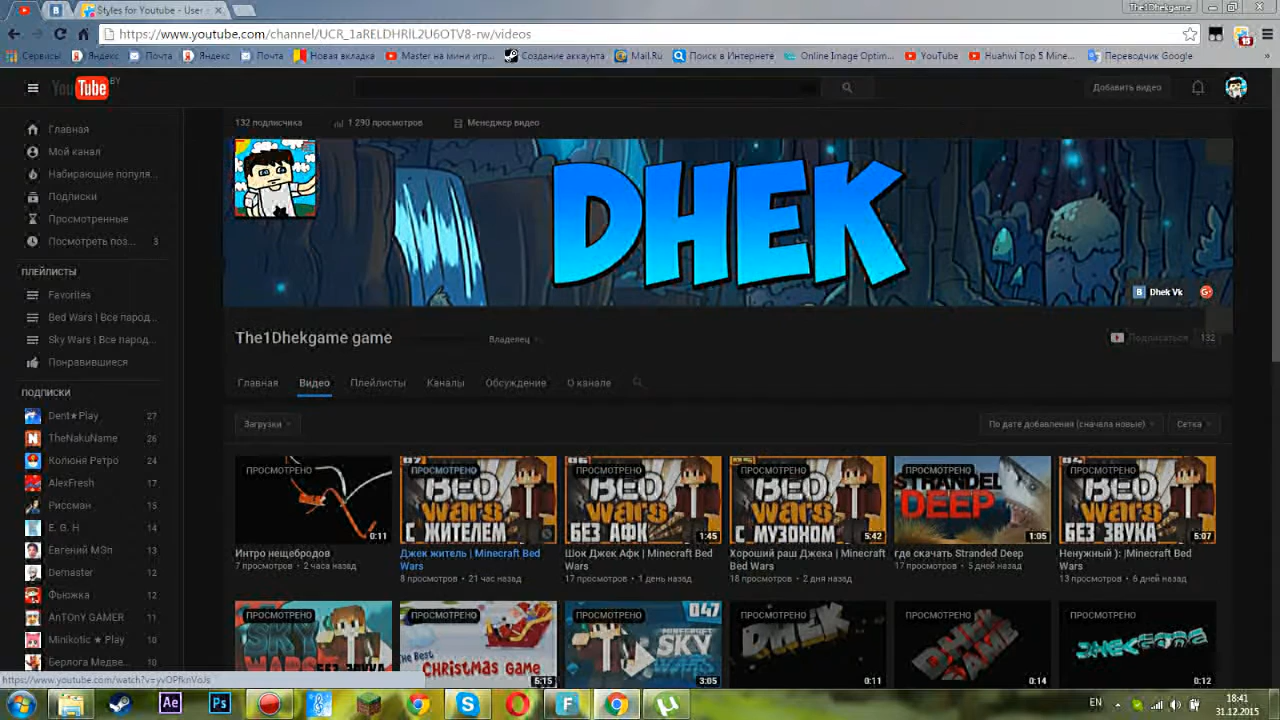 Styles for Youtube - User
The1Dhekgame
https://www.youtube.com/channel/UCR_1aRELDHRIL2U6OTV8-rw/videos
Сервисы
Яндекс
Почта
Яндекс
Почта
Новая вкладка
Master на мини игр...
Создание аккаунта
Mail.Ru
Поиск в Интернете
Online Image Optim...
YouTube
Huahwi Top 5 Mine...
Переводчик Google
»
15
YouTube BY
Добавить видео
132 подписчика
1 290 просмотров
Менеджер видео
Главная
Мой канал
Набирающие популя...
Подписки
Просмотренные
Посмотреть поз... 3
ПЛЕЙЛИСТЫ
Favorites
Bed Wars | Все народ...
Sky Wars | Все народ...
Понравившиеся
ПОДПИСКИ
Dent★Play 27
TheNakuName 26
Колюня Ретро 24
AlexFresh 17
Риссман 15
E. G. H 14
Евгений МЭп 13
Demaster 12
Фьюжка 12
AnTOnY GAMER 11
Minikotic ★ Play 10
Берлога Медве... 10
DHEK
Dhek Vk
The1Dhekgame game
Владелец
Подписаться 132
Главная
Видео
Плейлисты
Каналы
Обсуждение
О канале
Загрузки
По дате добавления (сначала новые)
Сетка
ПРОСМОТРЕНО
0:11
Интро нещебродов
7 просмотров • 2 часа назад
ПРОСМОТРЕНО
BED
WARS
С ЖИТЕЛЕМ
Джек житель | Minecraft Bed
Wars
8 просмотров • 21 час назад
ПРОСМОТРЕНО
BED
WARS
БЕЗ АФК
1:45
Шок Джек Афк | Minecraft Bed
Wars
17 просмотров • 1 день назад
ПРОСМОТРЕНО
BED
WARS
С МУЗОНОМ
5:42
Хороший раш Джека | Minecraft
Bed Wars
18 просмотров • 2 дня назад
ПРОСМОТРЕНО
STRANDED
DEEP
1:05
где скачать Stranded Deep
17 просмотров • 5 дней назад
ПРОСМОТРЕНО
BED
WARS
БЕЗ ЗВУКА
5:07
Ненужный ): |Minecraft Bed
Wars
13 просмотров • 6 дней назад
ПРОСМОТРЕНО
SKY
WARS
БЕЗ ЗВУКА
ПРОСМОТРЕНО
The Best
Christmas Game
5:15
ПРОСМОТРЕНО
047
MINECRAFT
SKY
WARS
3:05
ПРОСМОТРЕНО
DHEK
ПРОСМОТРЕНО
GAME
0:14
ПРОСМОТРЕНО
0:12
https://www.youtube.com/watch?v=yvOPfknVoJs
Ae
Ps
EN
18:41
31.12.2015